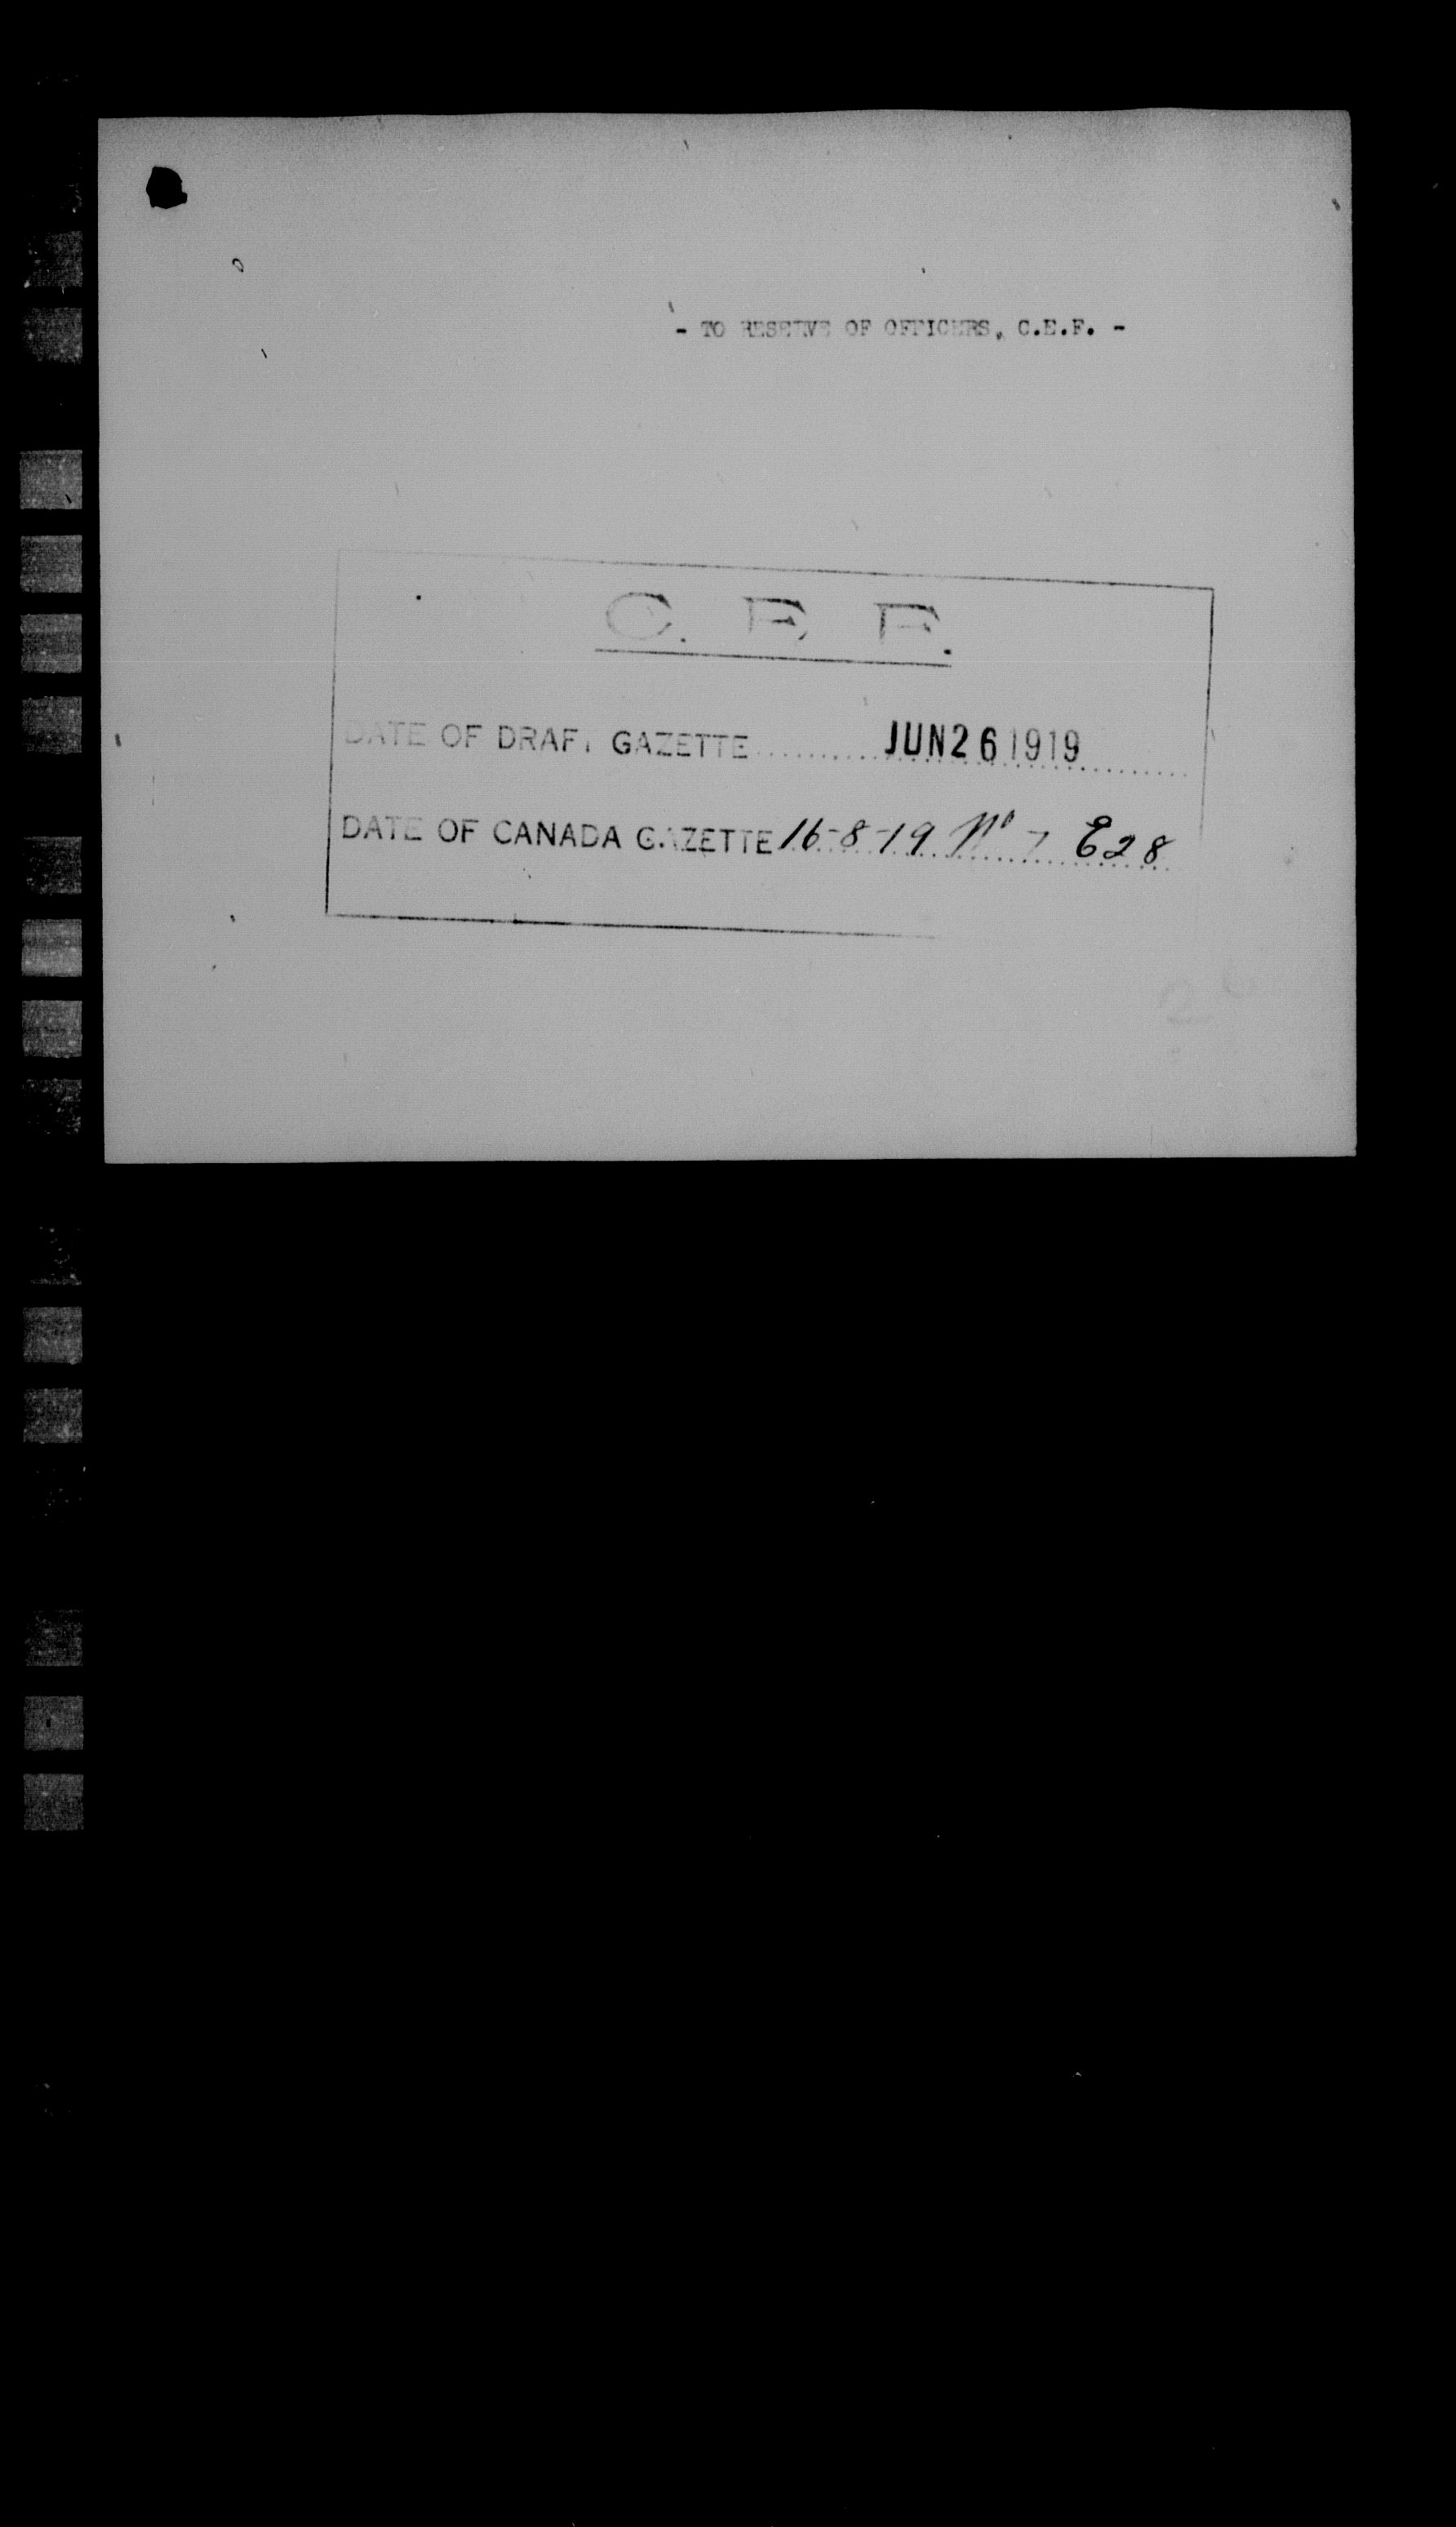 - TO RESERVE OF OFFICERS, C.E.F. -
C. E. F.
DATE OF DRAFT GAZETTE JUN 26 1919
DATE OF CANADA GAZETTE 16-8-19 No 7 E28